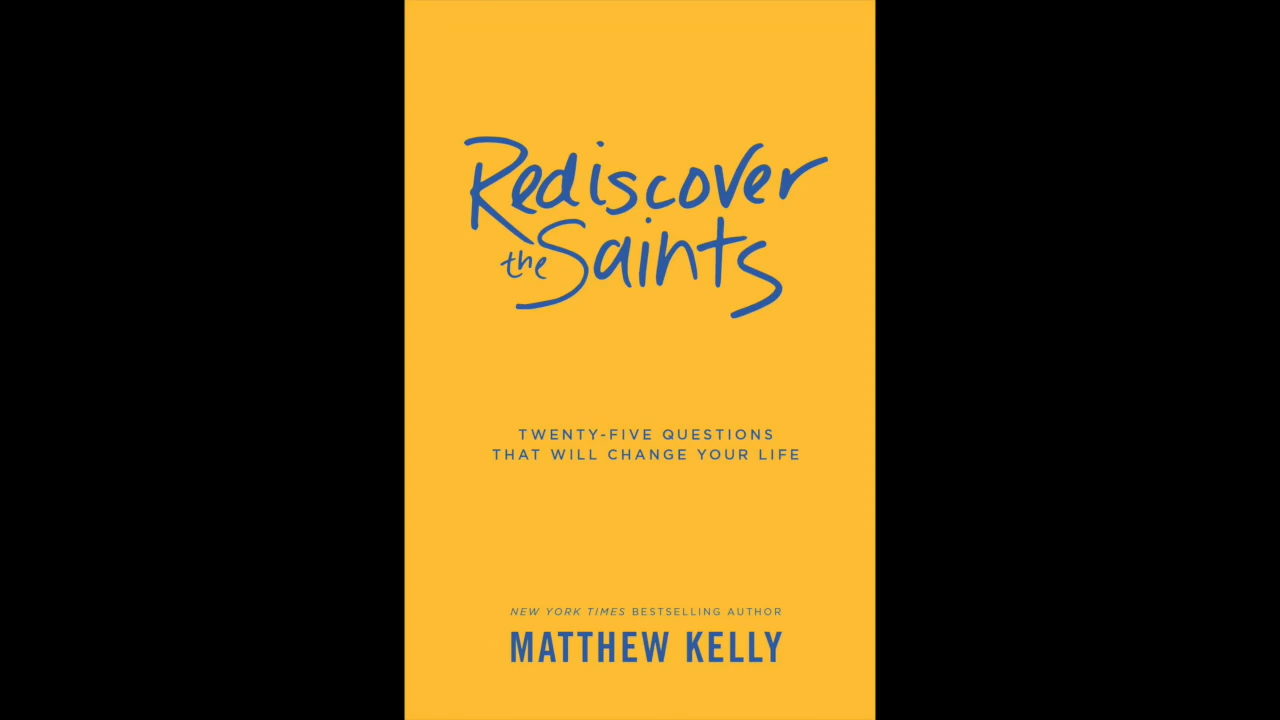 Rediscover
the Saints
TWENTY-FIVE QUESTIONS
THAT WILL CHANGE YOUR LIFE
NEW YORK TIMES BESTSELLING AUTHOR
MATTHEW KELLY